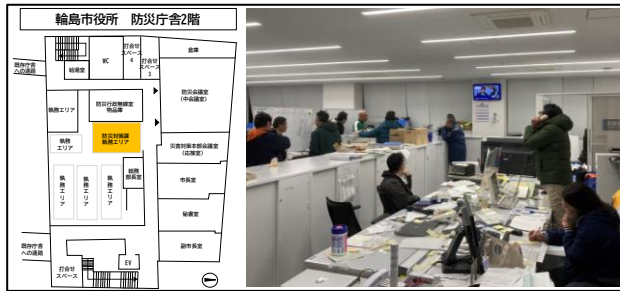 輪島市役所　防災庁舎2階
既存庁舎
への通路
給湯室
WC
打合せ
スペース
4
打合せ
スペース
3
倉庫
執務エリア
防災行政無線室
物品庫
防災会議室
(中会議室)
執務
エリア
防災対策課
執務エリア
災害対策本部会議室
(応接室)
執務エリア
執務エリア
執務エリア
総務
部長室
市長室
秘書室
副市長室
既存庁舎
への通路
打合せ
スペース
EV